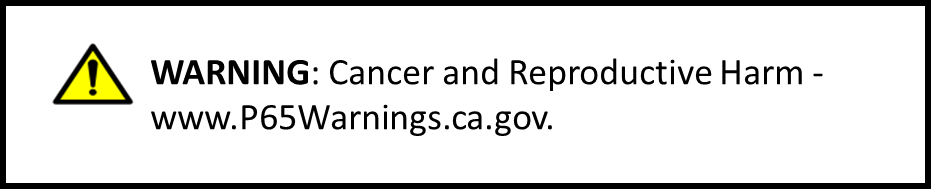 WARNING: Cancer and Reproductive Harm -
www.P65Warnings.ca.gov.